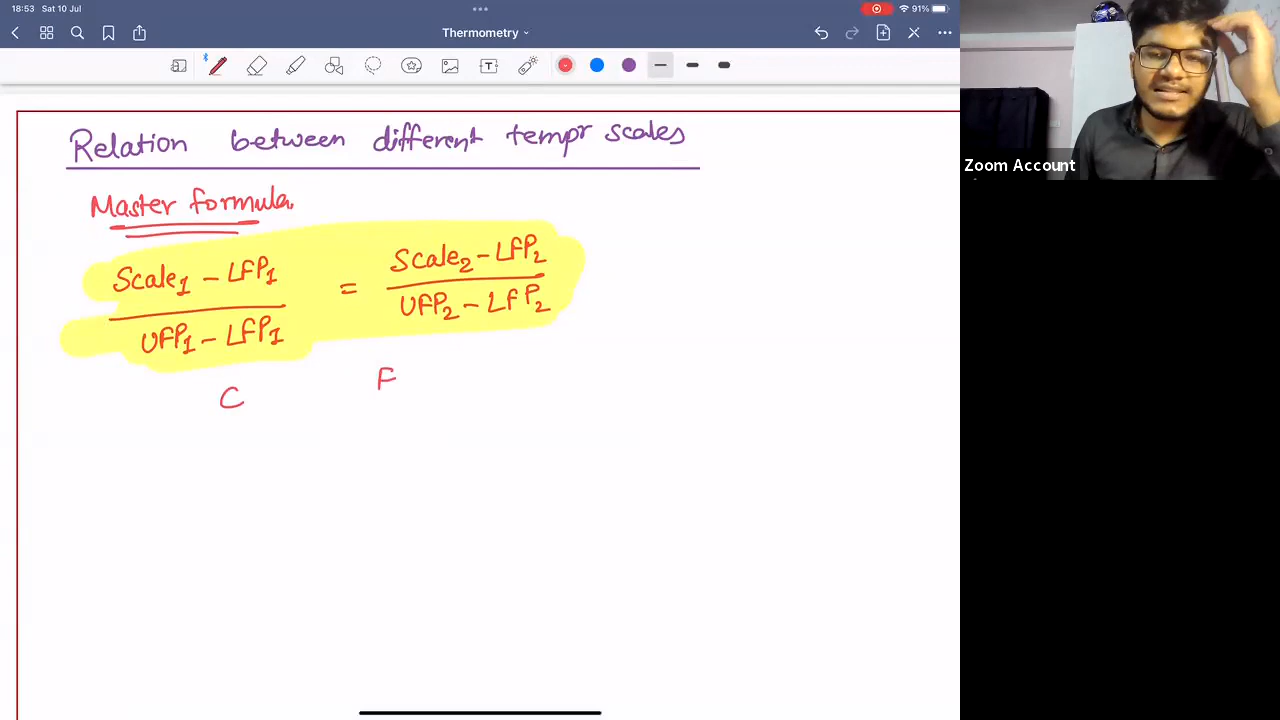 18:53 Sat 10 Jul
91%
Thermometry
T
Relation between different tempr scales
Master formula
Scale1 - LFP1 = Scale2 - LFP2
UFP1 - LFP1 UFP2 - LFP2
C F
Zoom Account